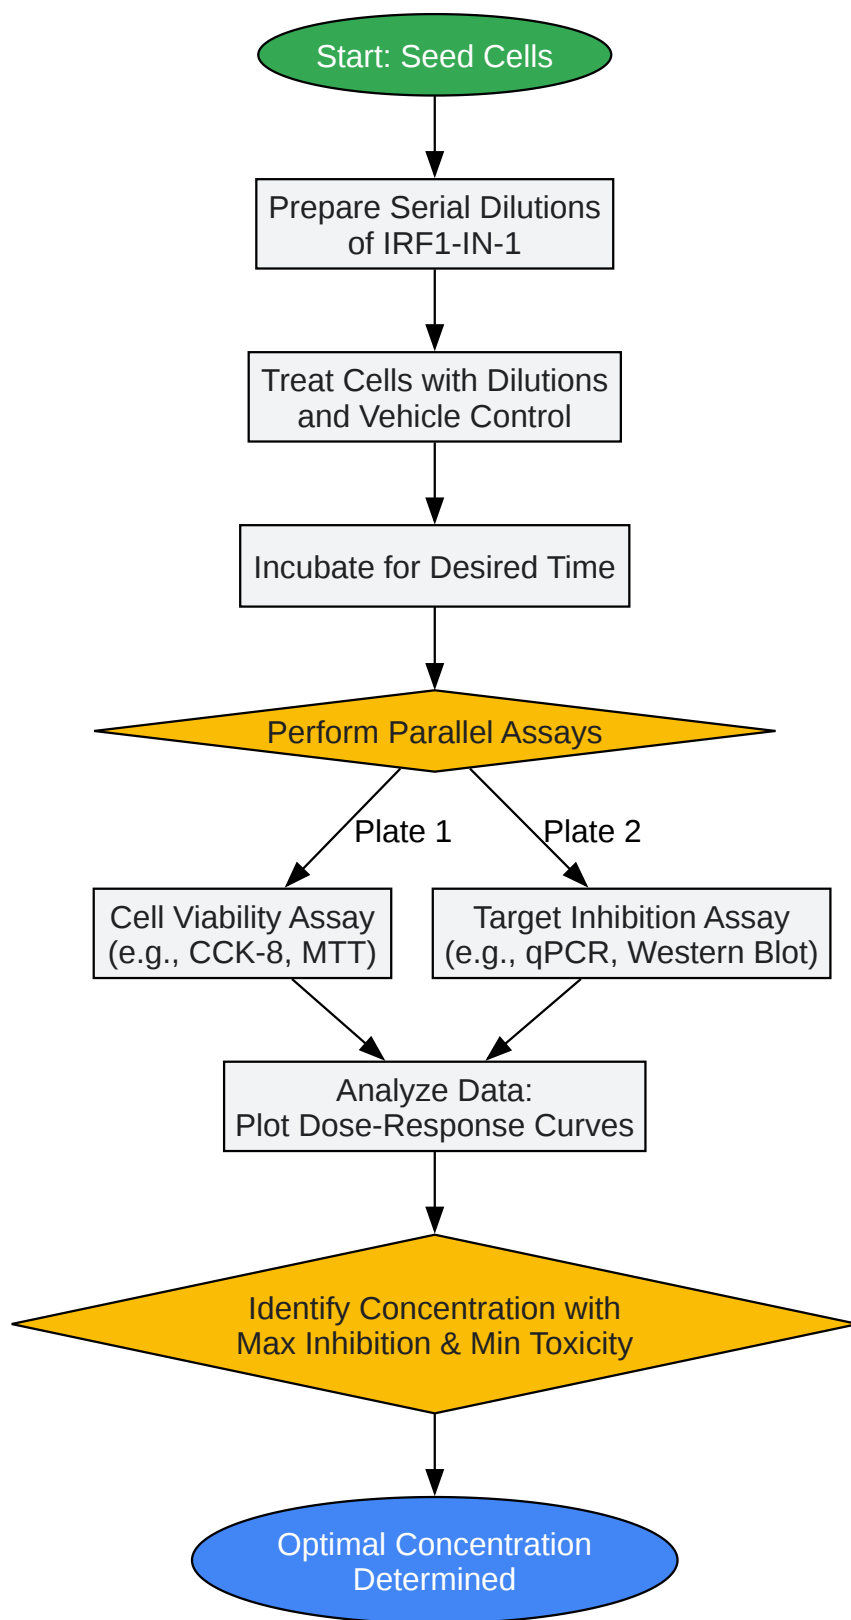 Start: Seed Cells
Prepare Serial Dilutions
of IRF1-IN-1
Treat Cells with Dilutions
and Vehicle Control
Incubate for Desired Time
Perform Parallel Assays
Plate 1
Plate 2
Cell Viability Assay
(e.g., CCK-8, MTT)
Target Inhibition Assay
(e.g., qPCR, Western Blot)
Analyze Data:
Plot Dose-Response Curves
Identify Concentration with
Max Inhibition & Min Toxicity
Optimal Concentration
Determined